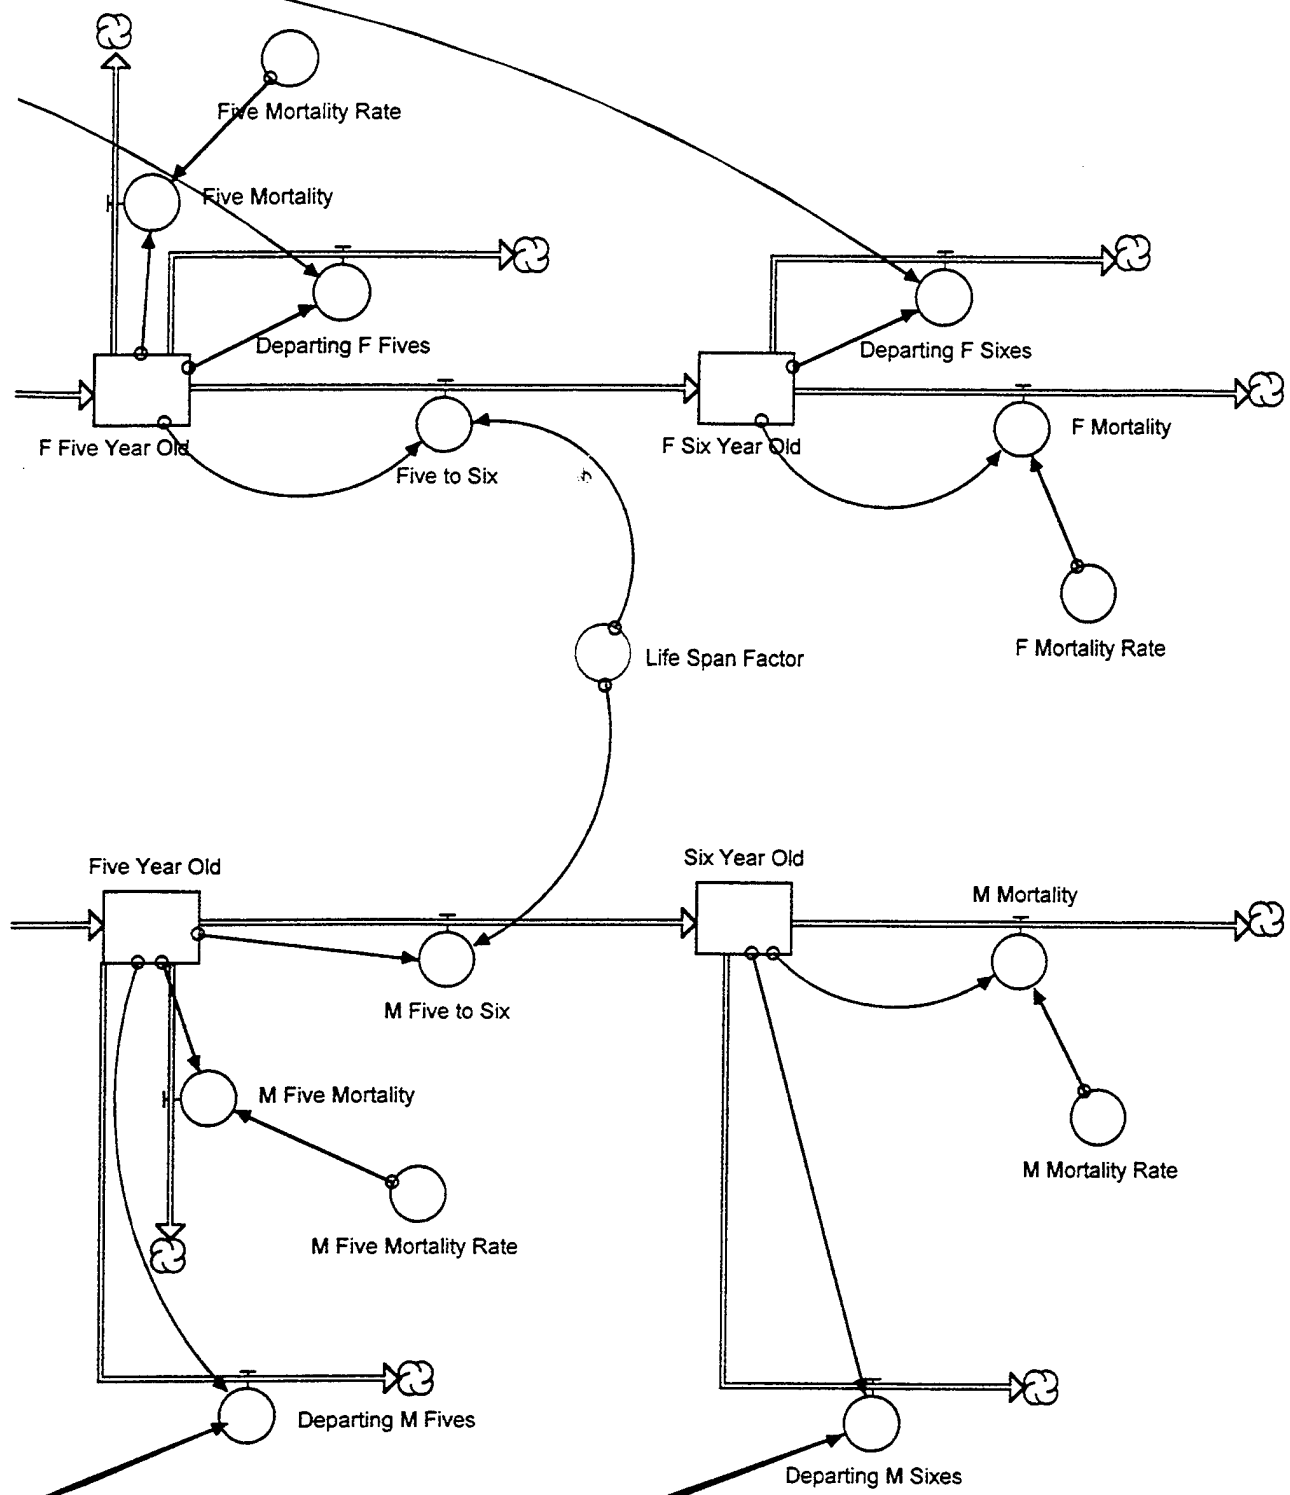 Five Mortality Rate
Five Mortality
Departing F Fives
Departing F Sixes
F Five Year Old
Five to Six
F Six Year Old
F Mortality
F Mortality Rate
Life Span Factor
Five Year Old
Six Year Old
M Mortality
M Five to Six
M Five Mortality
M Mortality Rate
M Five Mortality Rate
Departing M Fives
Departing M Sixes